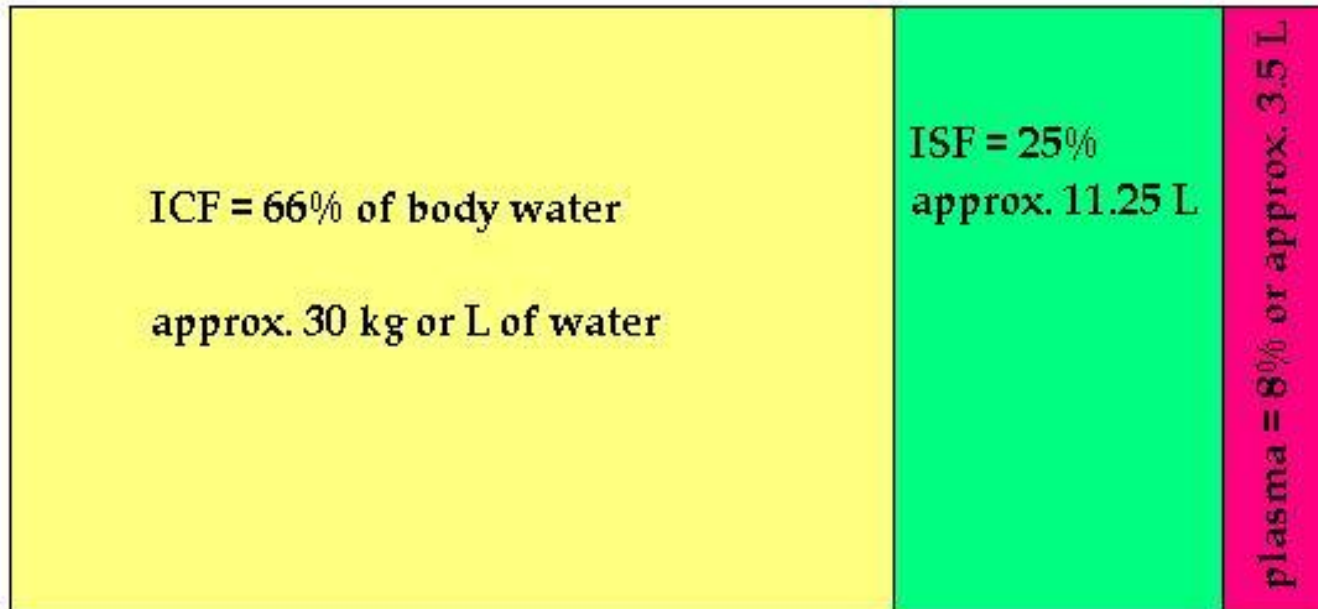 ICF = 66% of body water
approx. 30 kg or L of water
ISF = 25%
approx. 11.25 L
plasma = 8% or approx. 3.5 L